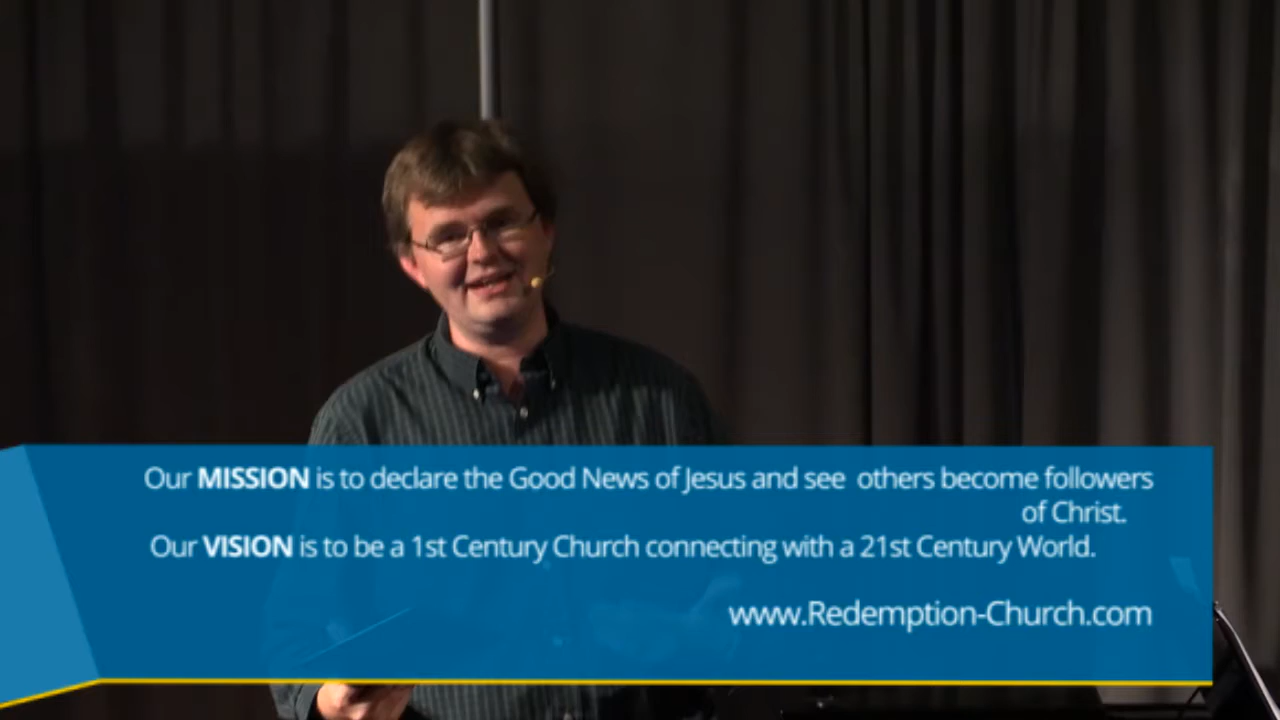 Our MISSION is to declare the Good News of Jesus and see  others become followers
of Christ.
Our VISION is to be a 1st Century Church connecting with a 21st Century World.
www.Redemption-Church.com